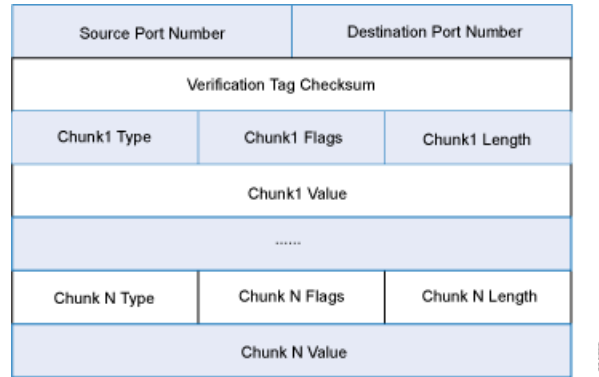 Source Port Number Destination Port Number
Verification Tag Checksum
Chunk1 Type Chunk1 Flags Chunk1 Length
Chunk1 Value
......
Chunk N Type Chunk N Flags Chunk N Length
Chunk N Value